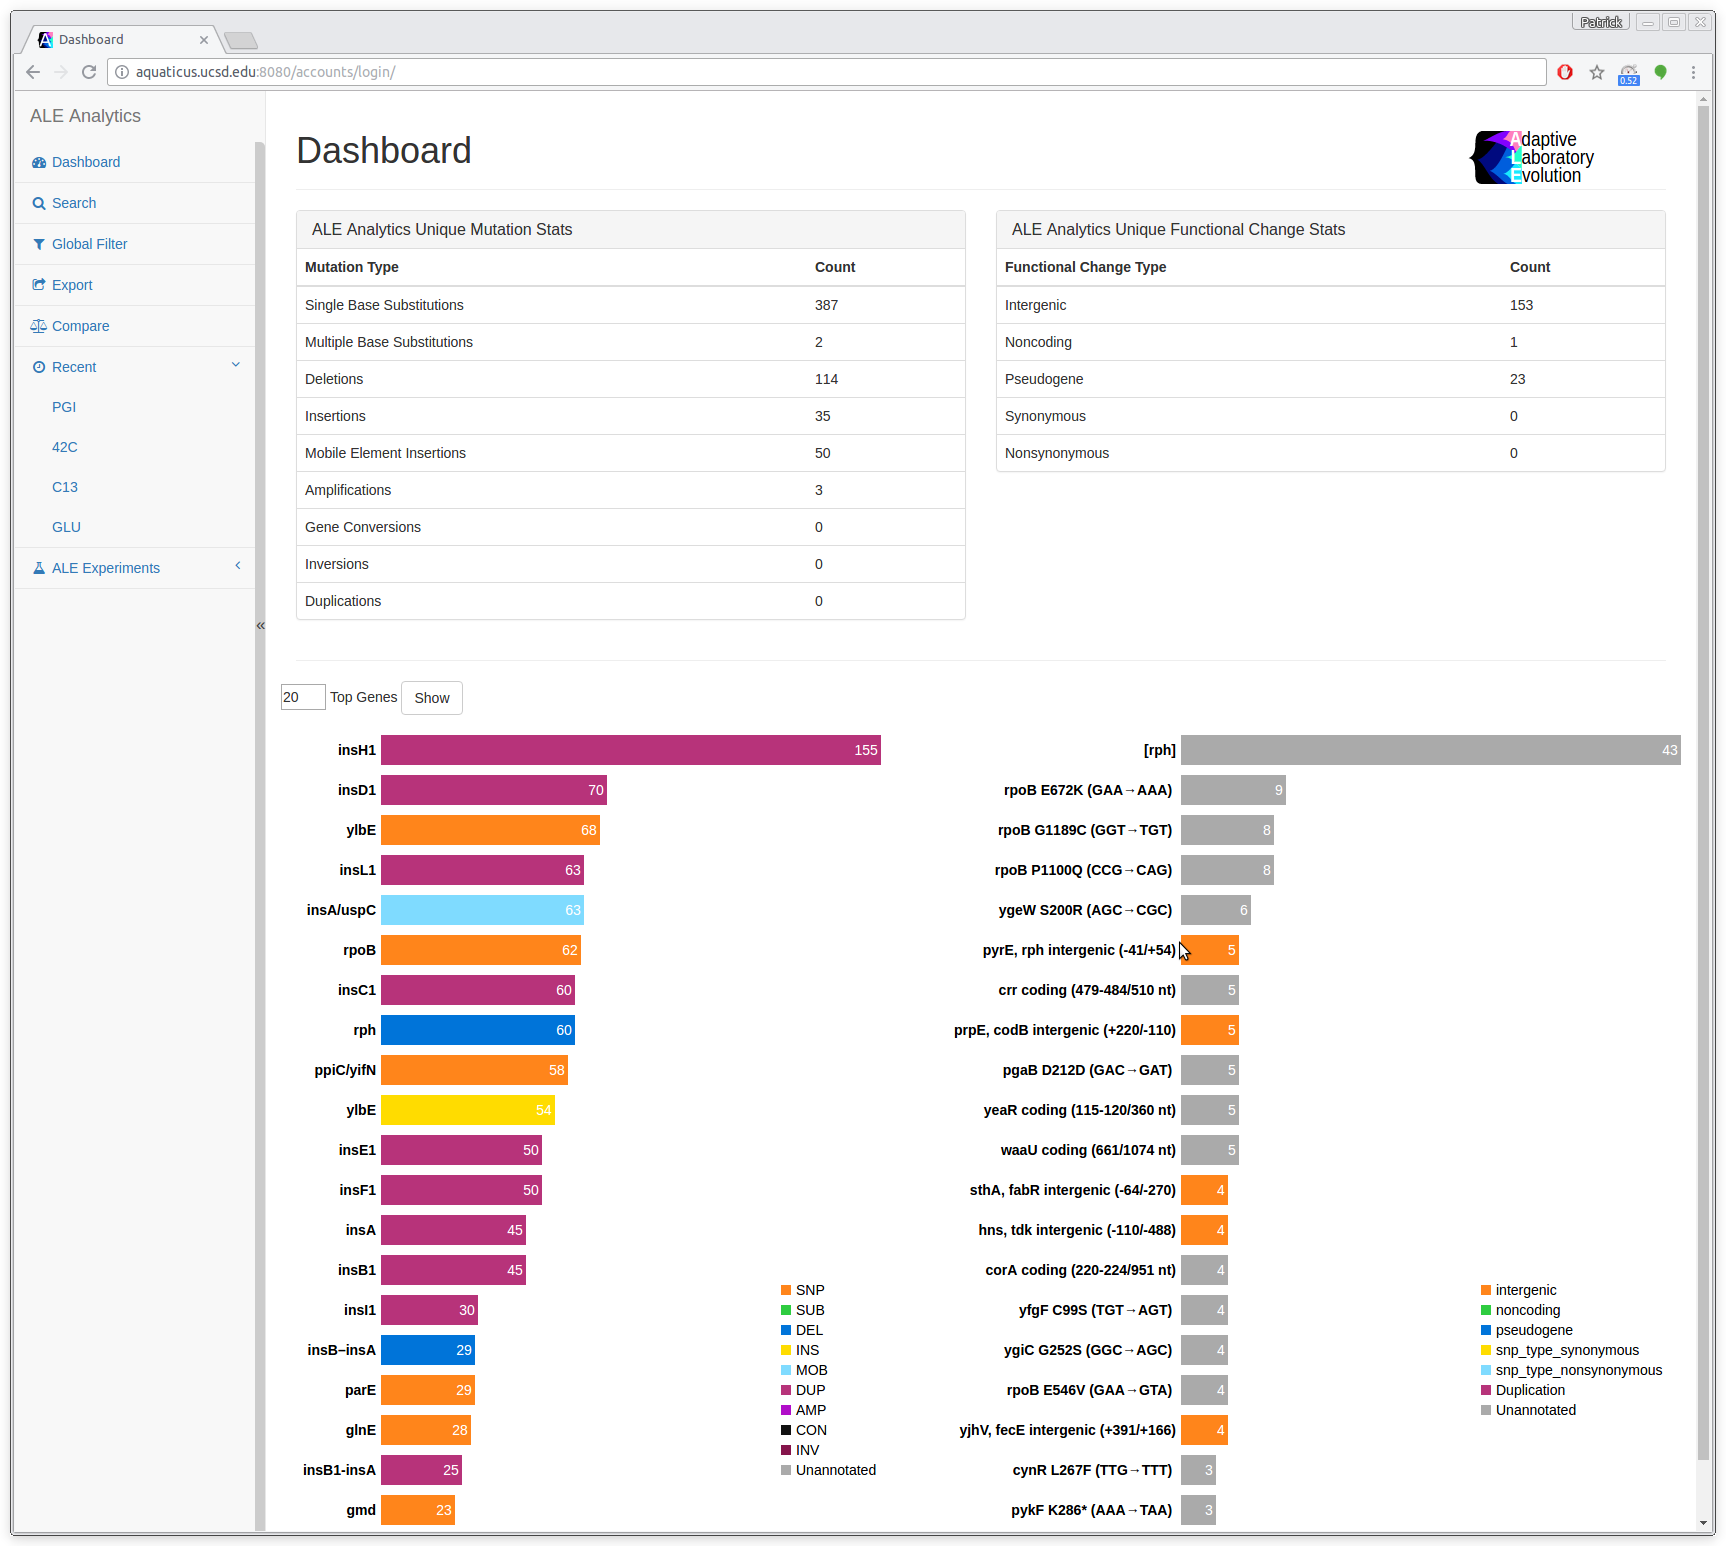 Patrick
Dashboard
aquaticus.ucsd.edu:8080/accounts/login/
0.52
ALE Analytics
Dashboard
Search
Global Filter
Export
Compare
Recent
PGI
42C
C13
GLU
ALE Experiments
«
Dashboard
Adaptive
Laboratory
Evolution
ALE Analytics Unique Mutation Stats
Mutation Type Count
Single Base Substitutions 387
Multiple Base Substitutions 2
Deletions 114
Insertions 35
Mobile Element Insertions 50
Amplifications 3
Gene Conversions 0
Inversions 0
Duplications 0
ALE Analytics Unique Functional Change Stats
Functional Change Type Count
Intergenic 153
Noncoding 1
Pseudogene 23
Synonymous 0
Nonsynonymous 0
20 Top Genes Show
insH1 155
insD1 70
ylbE 68
insL1 63
insA/uspC 63
rpoB 62
insC1 60
rph 60
ppiC/yifN 58
ylbE 54
insE1 50
insF1 50
insA 45
insB1 45
insI1 30
insB–insA 29
parE 29
glnE 28
insB1-insA 25
gmd 23
SNP
SUB
DEL
INS
MOB
DUP
AMP
CON
INV
Unannotated
[rph] 43
rpoB E672K (GAA→AAA) 9
rpoB G1189C (GGT→TGT) 8
rpoB P1100Q (CCG→CAG) 8
ygeW S200R (AGC→CGC) 6
pyrE, rph intergenic (-41/+54) 5
crr coding (479-484/510 nt) 5
prpE, codB intergenic (+220/-110) 5
pgaB D212D (GAC→GAT) 5
yeaR coding (115-120/360 nt) 5
waaU coding (661/1074 nt) 5
sthA, fabR intergenic (-64/-270) 4
hns, tdk intergenic (-110/-488) 4
corA coding (220-224/951 nt) 4
yfgF C99S (TGT→AGT) 4
ygiC G252S (GGC→AGC) 4
rpoB E546V (GAA→GTA) 4
yjhV, fecE intergenic (+391/+166) 4
cynR L267F (TTG→TTT) 3
pykF K286* (AAA→TAA) 3
intergenic
noncoding
pseudogene
snp_type_synonymous
snp_type_nonsynonymous
Duplication
Unannotated